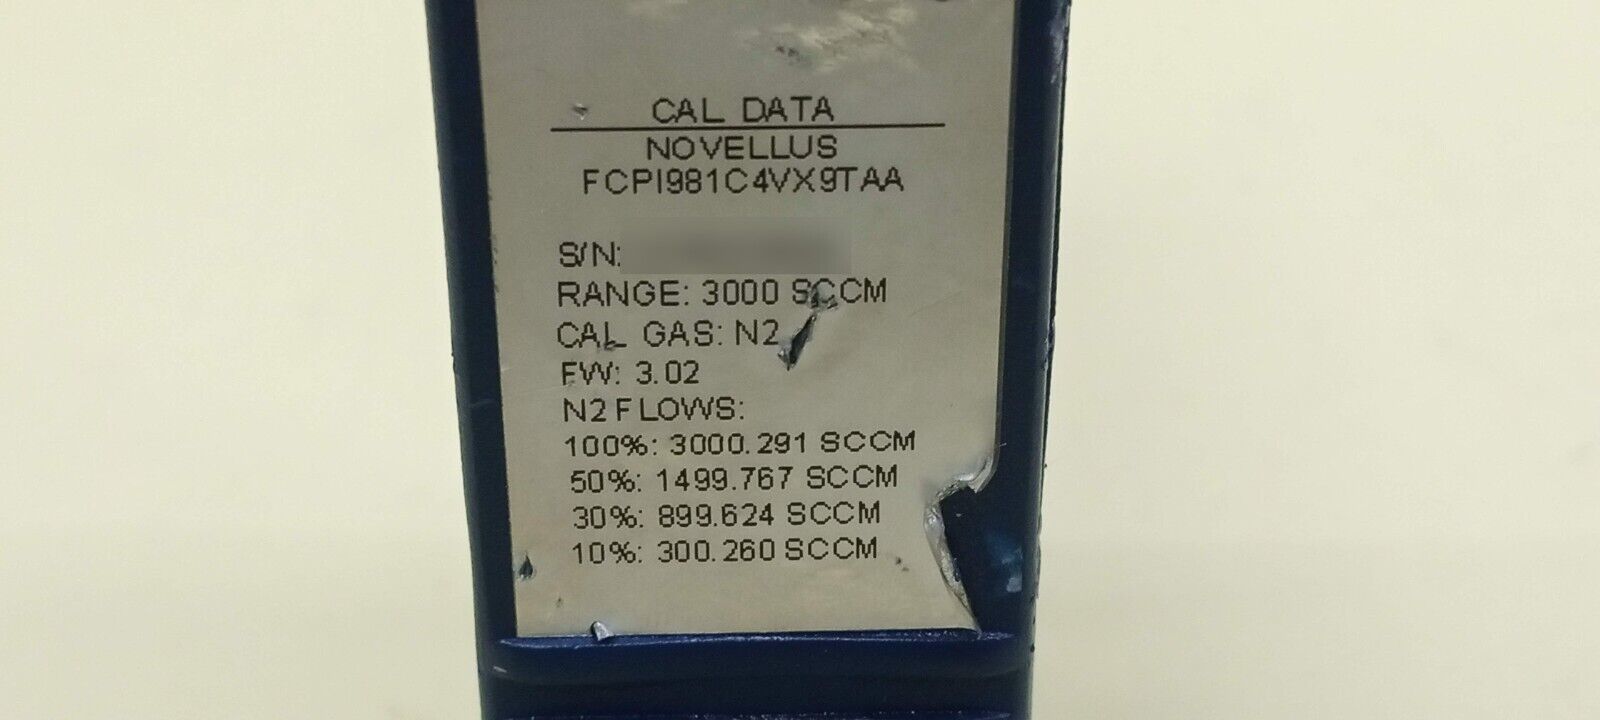 CAL DATA
NOVELLUS
FCPI981C4VX9TAA
S/N:
RANGE: 3000 SCCM
CAL GAS: N2
FW: 3.02
N2 FLOWS:
100%: 3000.291 SCCM
50%: 1499.767 SCCM
30%: 899.624 SCCM
10%: 300.260 SCCM